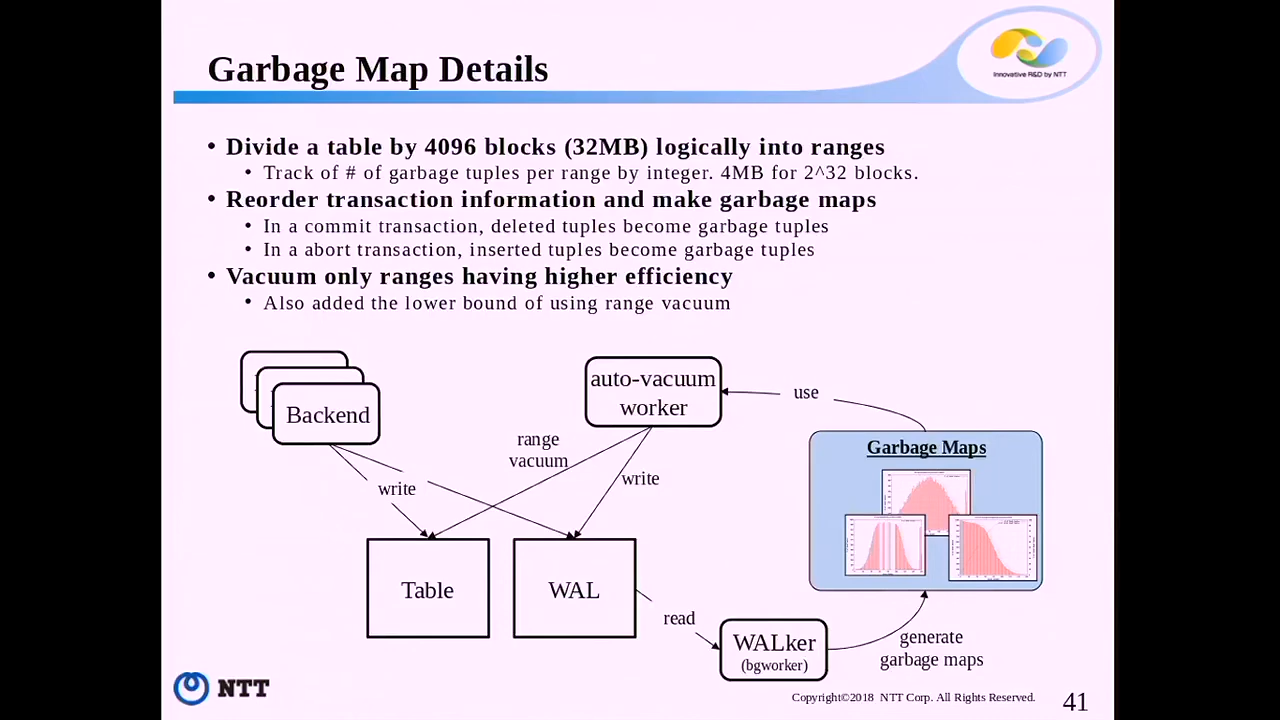 Innovative R&D by NTT
Garbage Map Details
• Divide a table by 4096 blocks (32MB) logically into ranges
• Track of # of garbage tuples per range by integer. 4MB for 2^32 blocks.
• Reorder transaction information and make garbage maps
• In a commit transaction, deleted tuples become garbage tuples
• In a abort transaction, inserted tuples become garbage tuples
• Vacuum only ranges having higher efficiency
• Also added the lower bound of using range vacuum
Backend
auto-vacuum
worker
use
Garbage Maps
range
vacuum
write
write
Table
WAL
read
WALker
(bgworker)
generate
garbage maps
NTT
Copyright©2018 NTT Corp. All Rights Reserved.
41